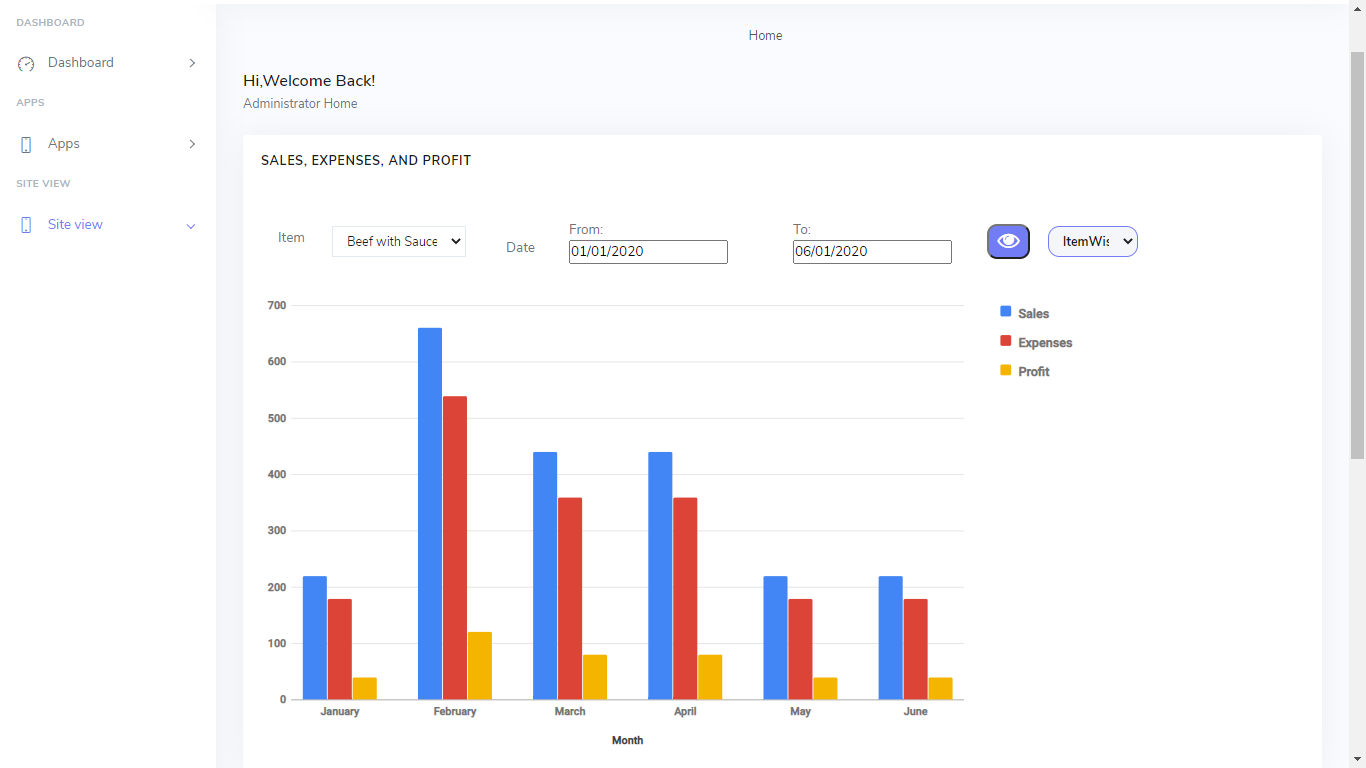 DASHBOARD
Dashboard
APPS
Apps
SITE VIEW
Site view
Home
Hi,Welcome Back!
Administrator Home
SALES, EXPENSES, AND PROFIT
Item
Beef with Sauce
Date
From:
01/01/2020
To:
06/01/2020
ItemWis
700
600
500
400
300
200
100
0
January February March April May June
Month
Sales
Expenses
Profit